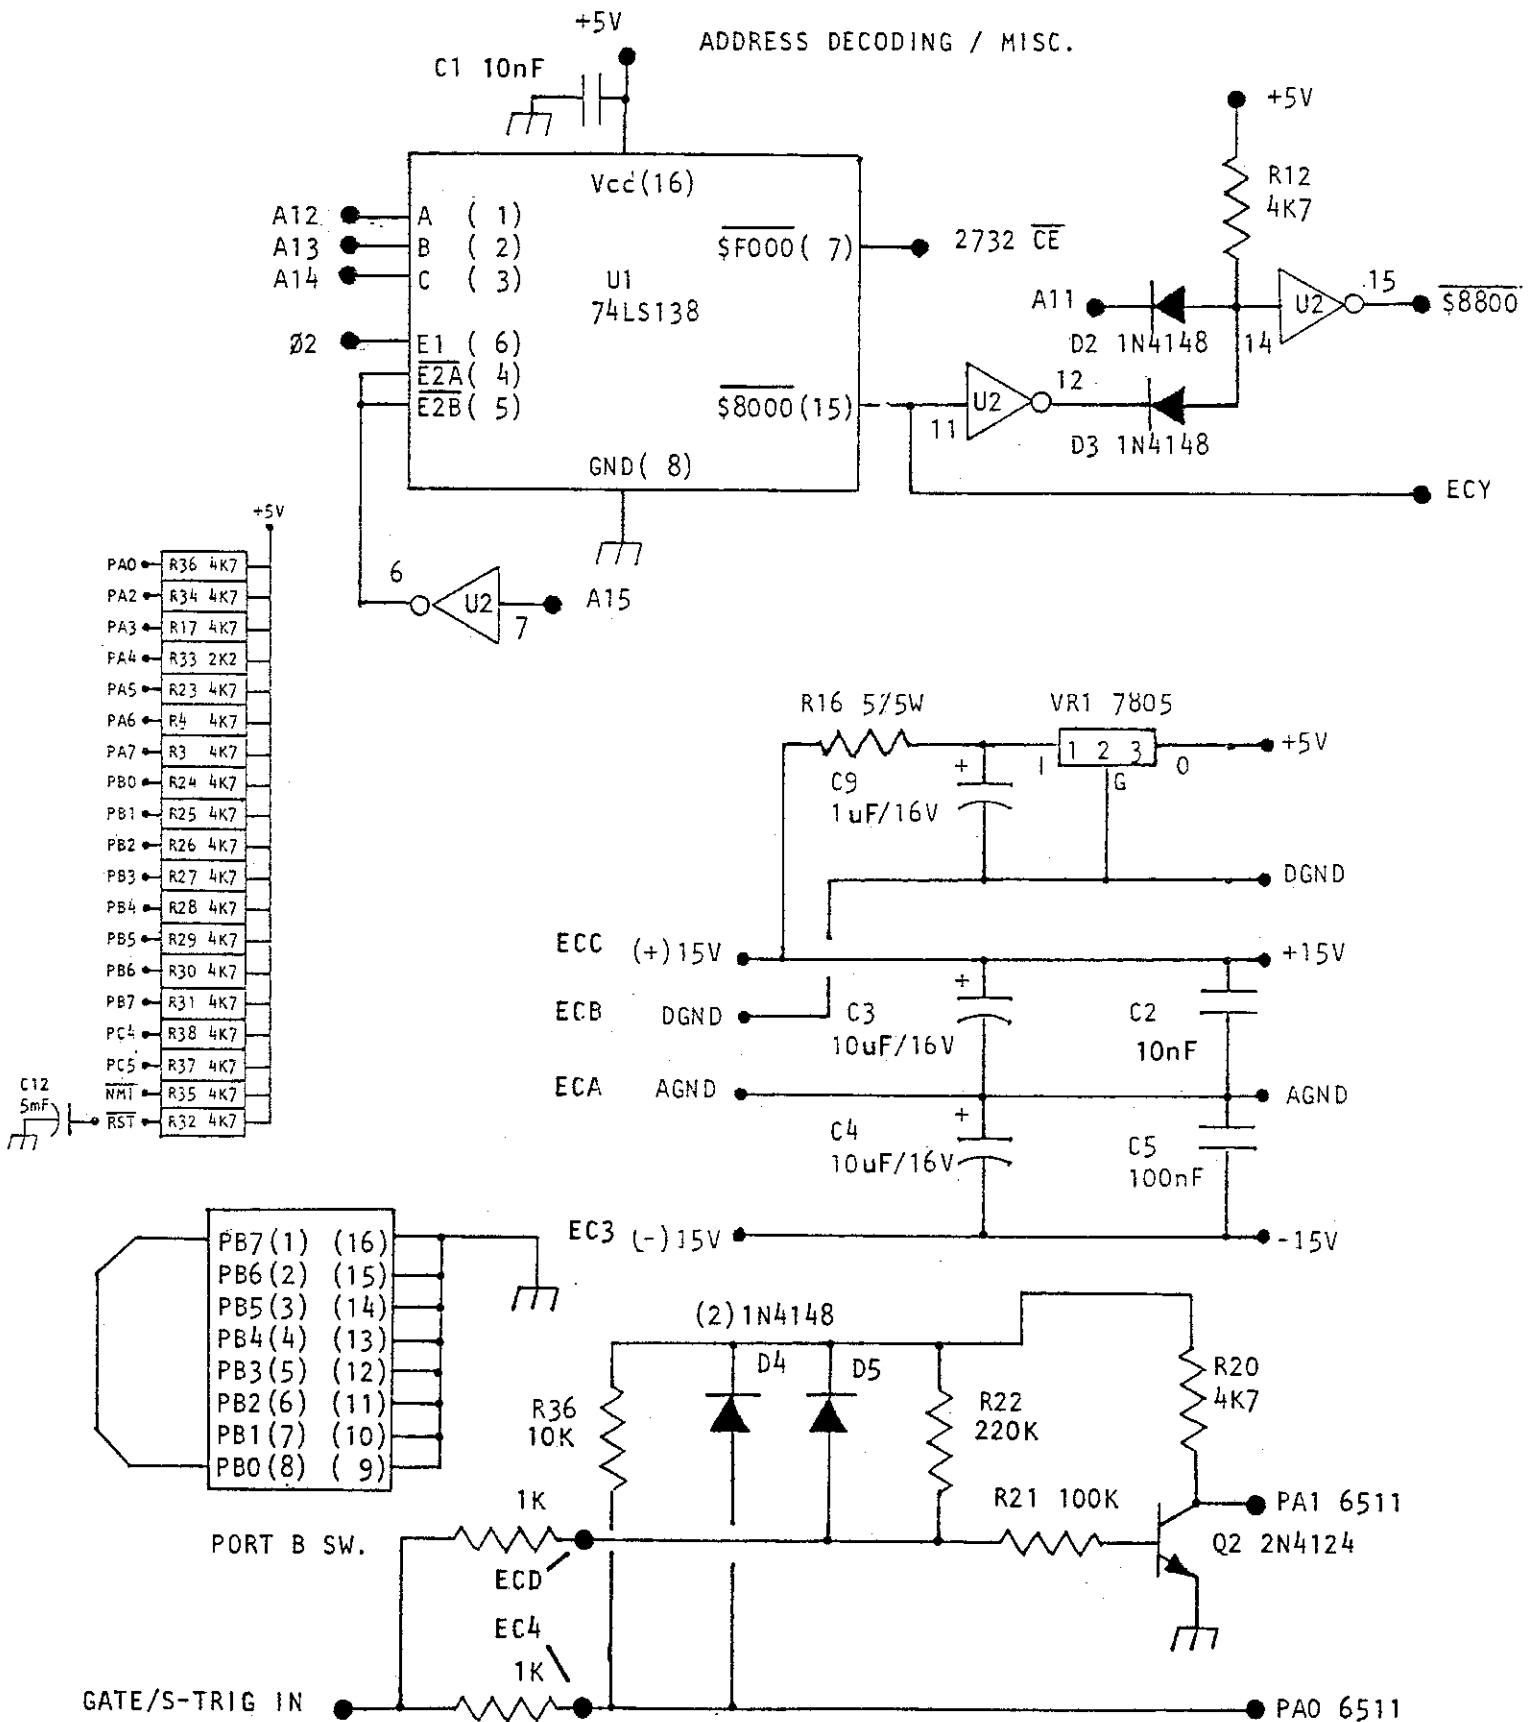 ADDRESS DECODING / MISC.
+5V
C1 10nF
Vcc(16)
A12
A ( 1)
A13
B ( 2)
A14
C ( 3)
Ø2
E1 ( 6)
E2A( 4)
E2B( 5)
U1
74LS138
$F000( 7)
2732 CE
$8000(15)
GND( 8)
+5V
R12
4K7
A11
D2 1N4148
14
U2
15
$8800
11
U2
12
D3 1N4148
ECY
6
U2
7
A15
+5V
PA0 R36 4K7
PA2 R34 4K7
PA3 R17 4K7
PA4 R33 2K2
PA5 R23 4K7
PA6 R4 4K7
PA7 R3 4K7
PB0 R24 4K7
PB1 R25 4K7
PB2 R26 4K7
PB3 R27 4K7
PB4 R28 4K7
PB5 R29 4K7
PB6 R30 4K7
PB7 R31 4K7
PC4 R38 4K7
PC5 R37 4K7
NMI R35 4K7
RST R32 4K7
C12
5mF
R16 5/5W
VR1 7805
1 2 3
I
G
O
+5V
C9
1uF/16V
DGND
ECC (+)15V
+15V
ECB DGND
C3
10uF/16V
C2
10nF
ECA AGND
AGND
C4
10uF/16V
C5
100nF
EC3 (-)15V
-15V
PB7(1) (16)
PB6(2) (15)
PB5(3) (14)
PB4(4) (13)
PB3(5) (12)
PB2(6) (11)
PB1(7) (10)
PB0(8) ( 9)
PORT B SW.
(2)1N4148
D4
D5
R36
10K
R22
220K
R20
4K7
1K
R21 100K
PA1 6511
Q2 2N4124
ECD
EC4
1K
GATE/S-TRIG IN
PA0 6511
+
+
+